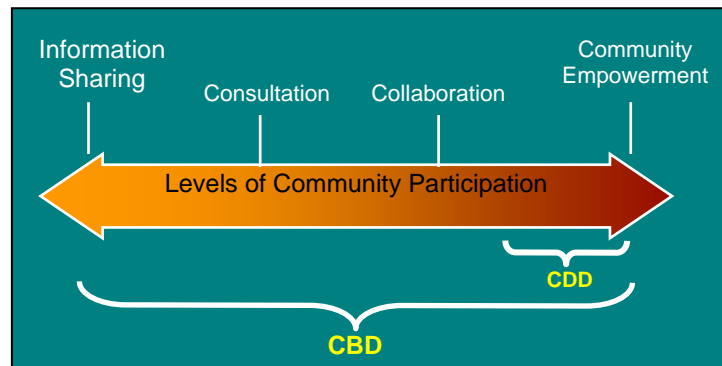 Information
Sharing
Consultation
Collaboration
Community
Empowerment
Levels of Community Participation
CDD
CBD